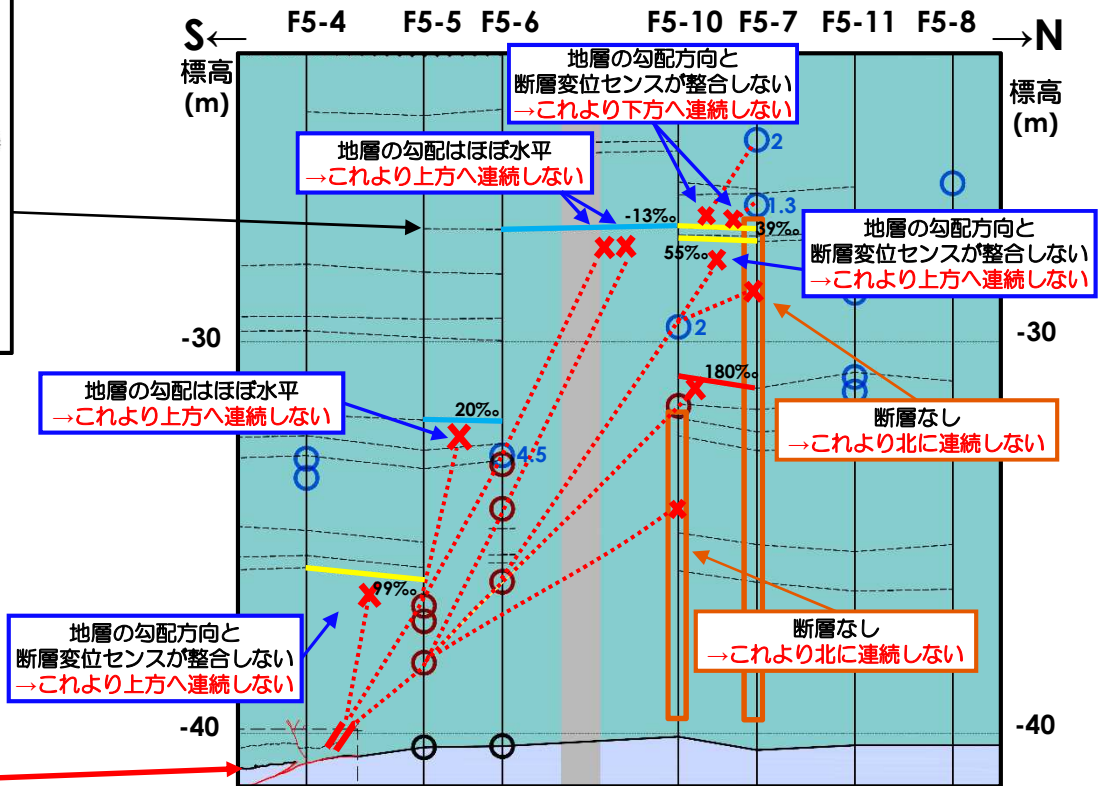 F5-4 F5-5 F5-6 F5-10 F5-7 F5-11 F5-8
S← →N
標高
(m)
標高
(m)
地層の勾配方向と
断層変位センスが整合しない
→これより下方へ連続しない
2
地層の勾配はほぼ水平
→これより上方へ連続しない
1.3
-13‰
39‰
55‰
地層の勾配方向と
断層変位センスが整合しない
→これより上方へ連続しない
-30
2
-30
180‰
地層の勾配はほぼ水平
→これより上方へ連続しない
20‰
断層なし
→これより北に連続しない
4.5
99‰
地層の勾配方向と
断層変位センスが整合しない
→これより上方へ連続しない
断層なし
→これより北に連続しない
-40
-40